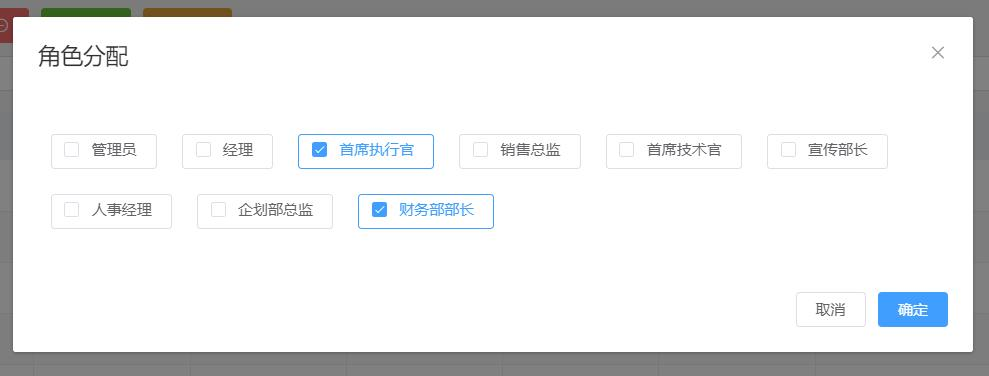 角色分配
管理员 经理 首席执行官 销售总监 首席技术官 宣传部长
人事经理 企划部总监 财务部部长
取消 确定